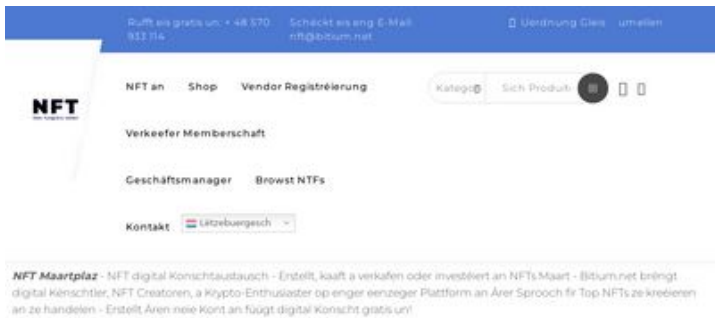 Rufft eis gratis un: + 48 570 Schéckt eis eng E-Mail Uerdnung Gleis umellen
933 114 nft@bitium.net
NFT an Shop Vendor Registréierung
Sich Produit
NFT
Verkeefer Memberschaft
Geschäftsmanager Browst NTFs
Kontakt Lëtzebuergesch
NFT Maartplaz - NFT digital Konschtaustausch - Erstellt, kaaft a verkafen oder investéiert an NFTs Maart - Bitium.net bréngt
digital Kënschtler, NFT Creatoren, a Krypto-Enthusiaster op enger eenzeger Plattform an Ärer Sprooch fir Top NFTs ze kreéieren
an ze handelen - Erstellt Ären neie Kont an füügt digital Konscht gratis un!